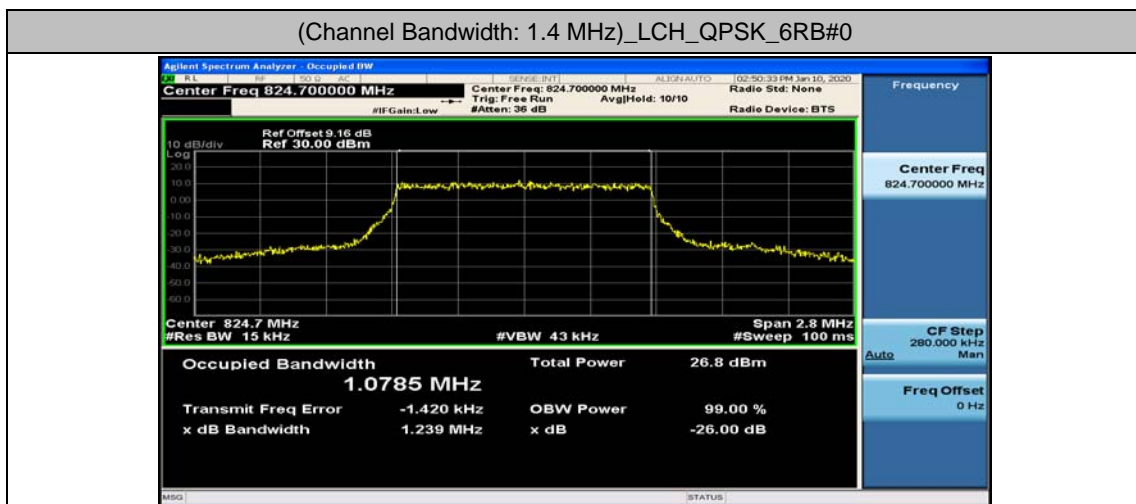 (Channel Bandwidth: 1.4 MHz)_LCH_QPSK_6RB#0
Agilent Spectrum Analyzer - Occupied BW
RL RF 50 Ω AC SENSE:INT ALIGN AUTO 02:50:33 PM Jan 10, 2020
Center Freq 824.700000 MHz Center Freq: 824.700000 MHz Radio Std: None Frequency
Trig: Free Run Avg|Hold: 10/10
#IFGain:Low #Atten: 36 dB Radio Device: BTS
Ref Offset 9.16 dB
10 dB/div Ref 30.00 dBm
Log
20.0
10.0
0.00
-10.0
-20.0
-30.0
-40.0
-50.0
-60.0
Center Freq
824.700000 MHz
Center 824.7 MHz Span 2.8 MHz
#Res BW 15 kHz #VBW 43 kHz #Sweep 100 ms
CF Step
280.000 kHz
Auto Man
Occupied Bandwidth Total Power 26.8 dBm
1.0785 MHz
Freq Offset
0 Hz
Transmit Freq Error -1.420 kHz OBW Power 99.00 %
x dB Bandwidth 1.239 MHz x dB -26.00 dB
MSG STATUS